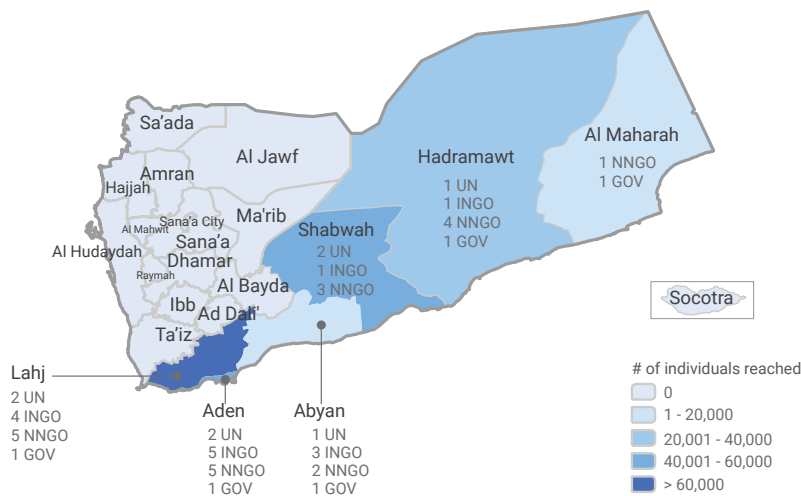 Sa'ada
Al Jawf
Amran
Hajjah
Al Maharah
1 NNGO
1 GOV
Hadramawt
1 UN
1 INGO
4 NNGO
1 GOV
Ma'rib
Sana'a City
Al Mahwit
Sana'a
Al Hudaydah
Dhamar
Raymah
Shabwah
2 UN
1 INGO
3 NNGO
Al Bayda
Ibb
Ad Dali'
Ta'iz
Socotra
Lahj
2 UN
4 INGO
5 NNGO
1 GOV
Aden
2 UN
5 INGO
5 NNGO
1 GOV
Abyan
1 UN
3 INGO
2 NNGO
1 GOV
# of individuals reached
0
1 - 20,000
20,001 - 40,000
40,001 - 60,000
> 60,000